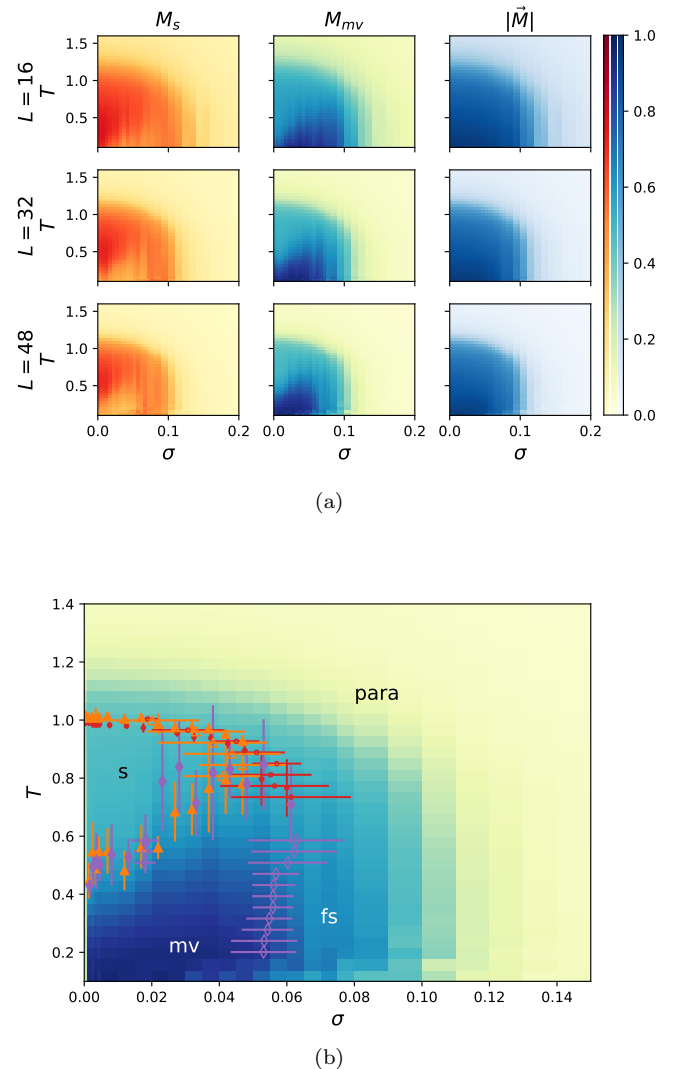 M_s M_mv |M⃗|
L = 16
T
1.5
1.0
0.5
L = 32
T
1.5
1.0
0.5
L = 48
T
1.5
1.0
0.5
0.0 0.1 0.2 0.0 0.1 0.2 0.0 0.1 0.2
σ σ σ
1.0
0.8
0.6
0.4
0.2
0.0
(a)
1.4
1.2
1.0
0.8
0.6
0.4
0.2
T
para
s
fs
mv
0.00 0.02 0.04 0.06 0.08 0.10 0.12 0.14
σ
(b)